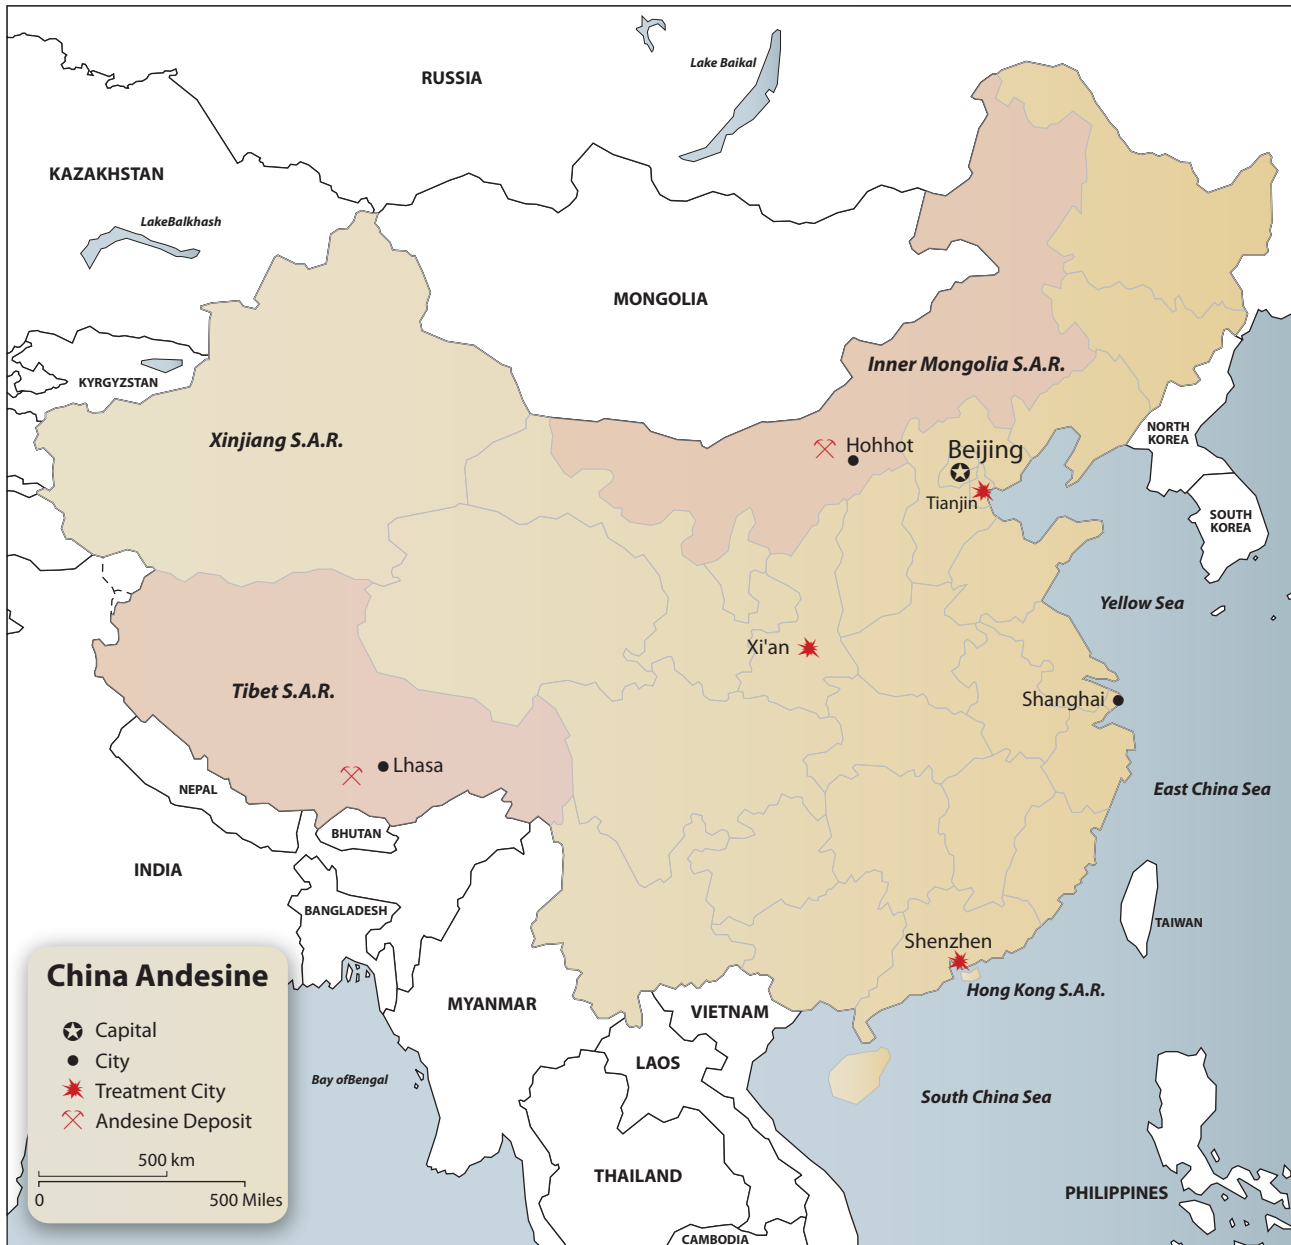 RUSSIA
Lake Baikal
KAZAKHSTAN
LakeBalkhash
MONGOLIA
Inner Mongolia S.A.R.
KYRGYZSTAN
Xinjiang S.A.R.
Hohhot
Beijing
Tianjin
NORTH
KOREA
SOUTH
KOREA
Yellow Sea
Xi'an
Tibet S.A.R.
Shanghai
Lhasa
NEPAL
BHUTAN
East China Sea
INDIA
BANGLADESH
TAIWAN
Shenzhen
Hong Kong S.A.R.
MYANMAR
VIETNAM
LAOS
Bay ofBengal
South China Sea
THAILAND
PHILIPPINES
CAMBODIA
China Andesine
Capital
City
Treatment City
Andesine Deposit
500 km
0
500 Miles